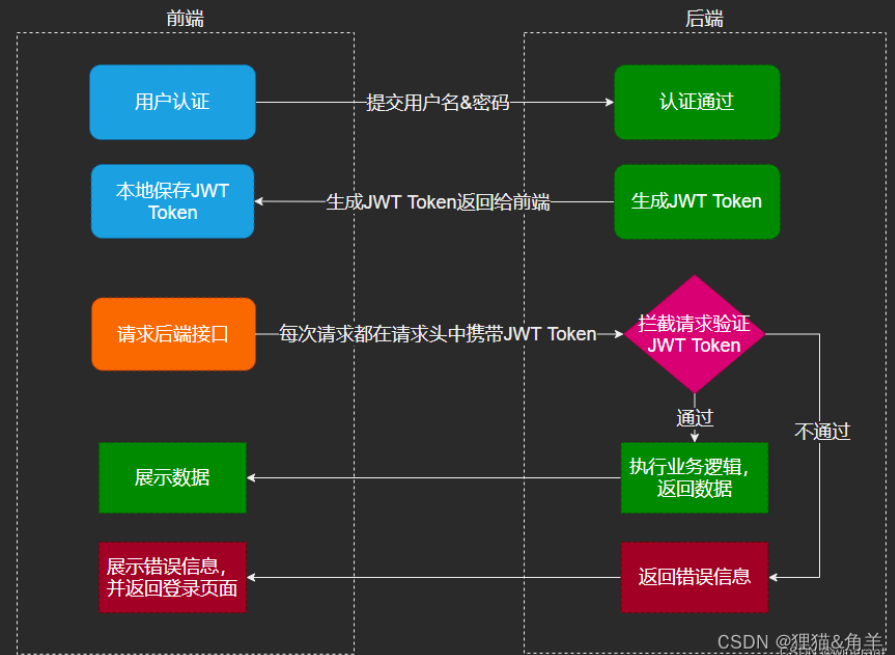 前端
后端
用户认证
提交用户名&密码
认证通过
本地保存JWT
Token
生成JWT Token返回给前端
生成JWT Token
请求后端接口
每次请求都在请求头中携带JWT Token
拦截请求验证
JWT Token
通过
不通过
展示数据
执行业务逻辑，
返回数据
展示错误信息，
并返回登录页面
返回错误信息
CSDN @狸猫&角羊